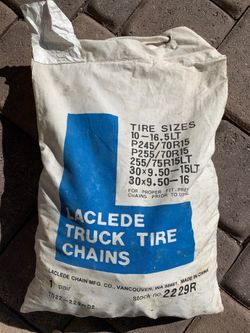 TIRE SIZES
10-16.5LT
P245/70R15
P255/70R15
255/75R15LT
30×9.50-15LT
30×9.50-16
FOR PROPER FIT-PRE-
CHAINS PRIOR TO USE
LACLEDE
TRUCK TIRE
CHAINS
LACLEDE CHAIN MFG. CO., VANCOUVER, WA 98661, MADE IN CHINA
1 pair
Stock no. 2229R